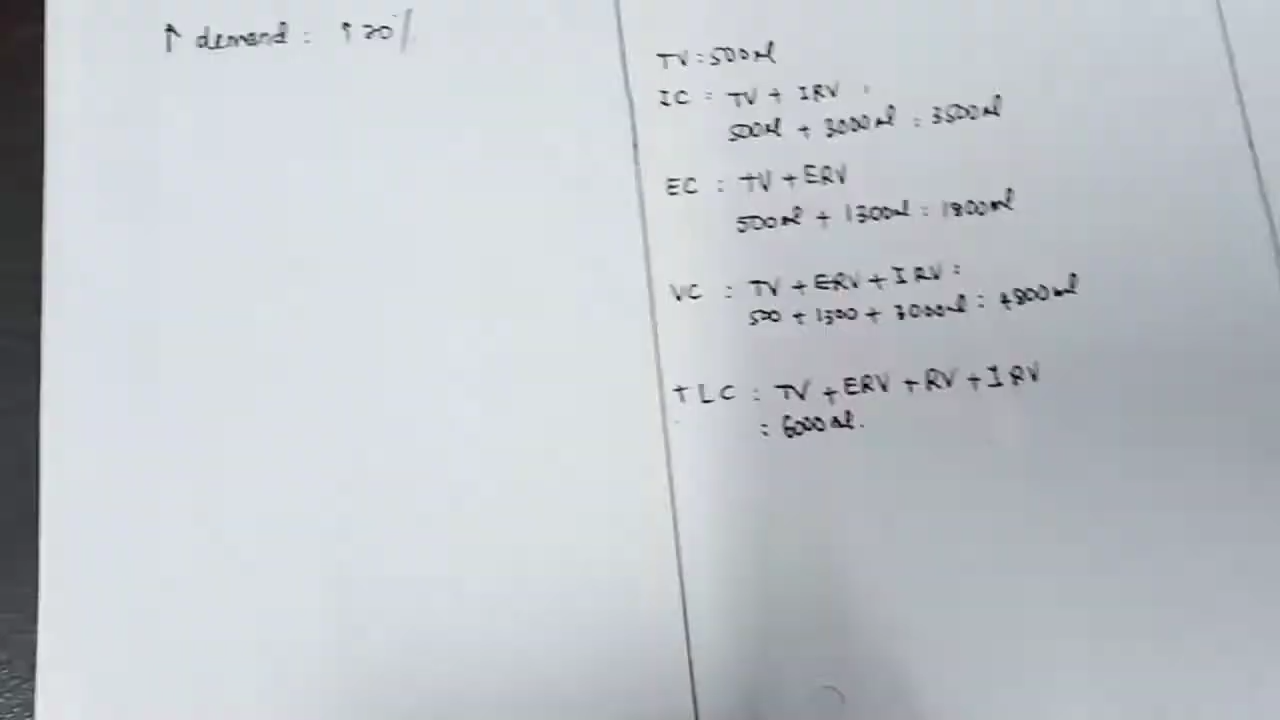 ↑ demand : ↑ 20%
TV : 500ml
IC : TV + IRV :
500ml + 3000ml : 3500ml
EC : TV + ERV
500ml + 1300ml : 1800ml
VC : TV + ERV + IRV :
500 + 1300 + 3000ml : 4800ml
TLC : TV + ERV + RV + IRV
: 6000ml.